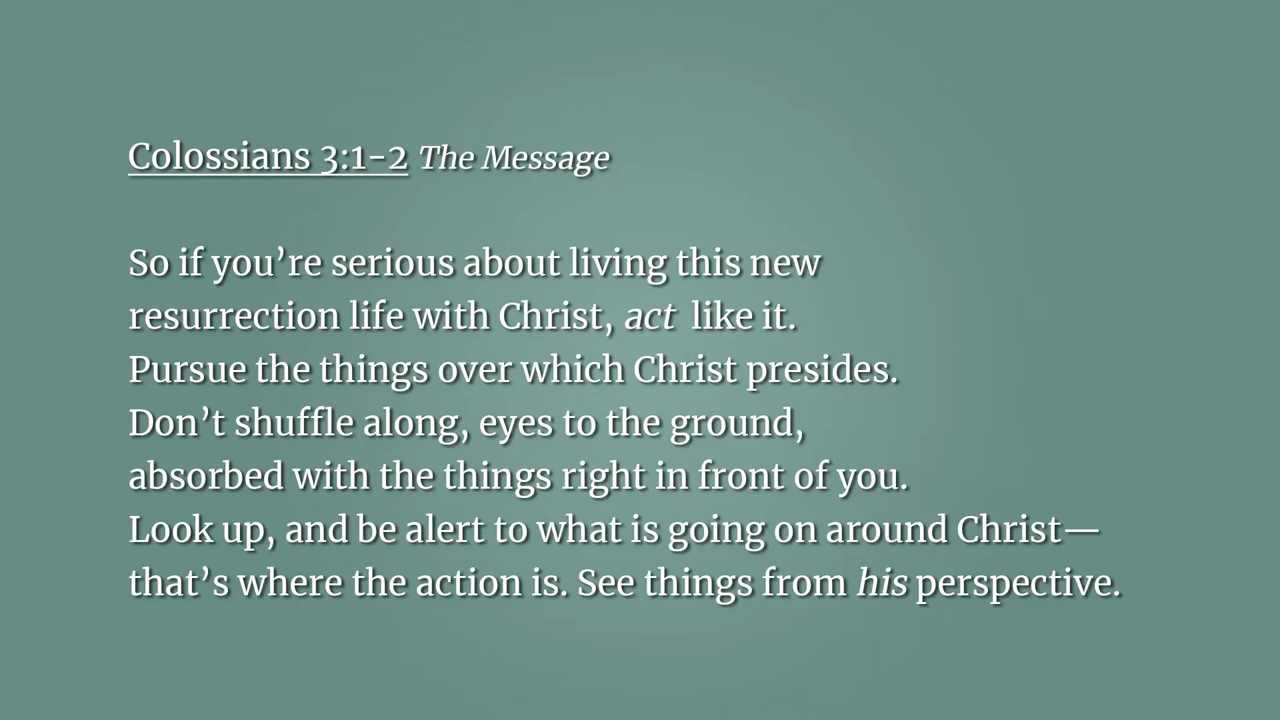 Colossians 3:1-2 The Message
So if you’re serious about living this new
resurrection life with Christ, act like it.
Pursue the things over which Christ presides.
Don’t shuffle along, eyes to the ground,
absorbed with the things right in front of you.
Look up, and be alert to what is going on around Christ—
that’s where the action is. See things from his perspective.